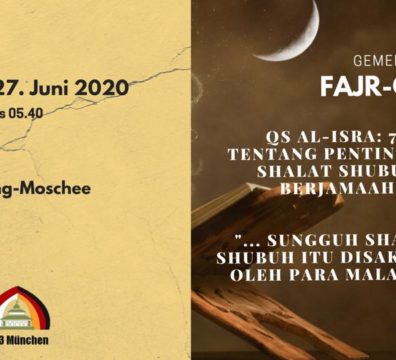 27. Juni 2020
s 05.40
ng-Moschee
3 München
GEMEI
FAJR-
QS AL-ISRA: 7
TENTANG PENTIN
SHALAT SHUBU
BERJAMAAH
"... SUNGGUH SHA
SHUBUH ITU DISAK
OLEH PARA MALA